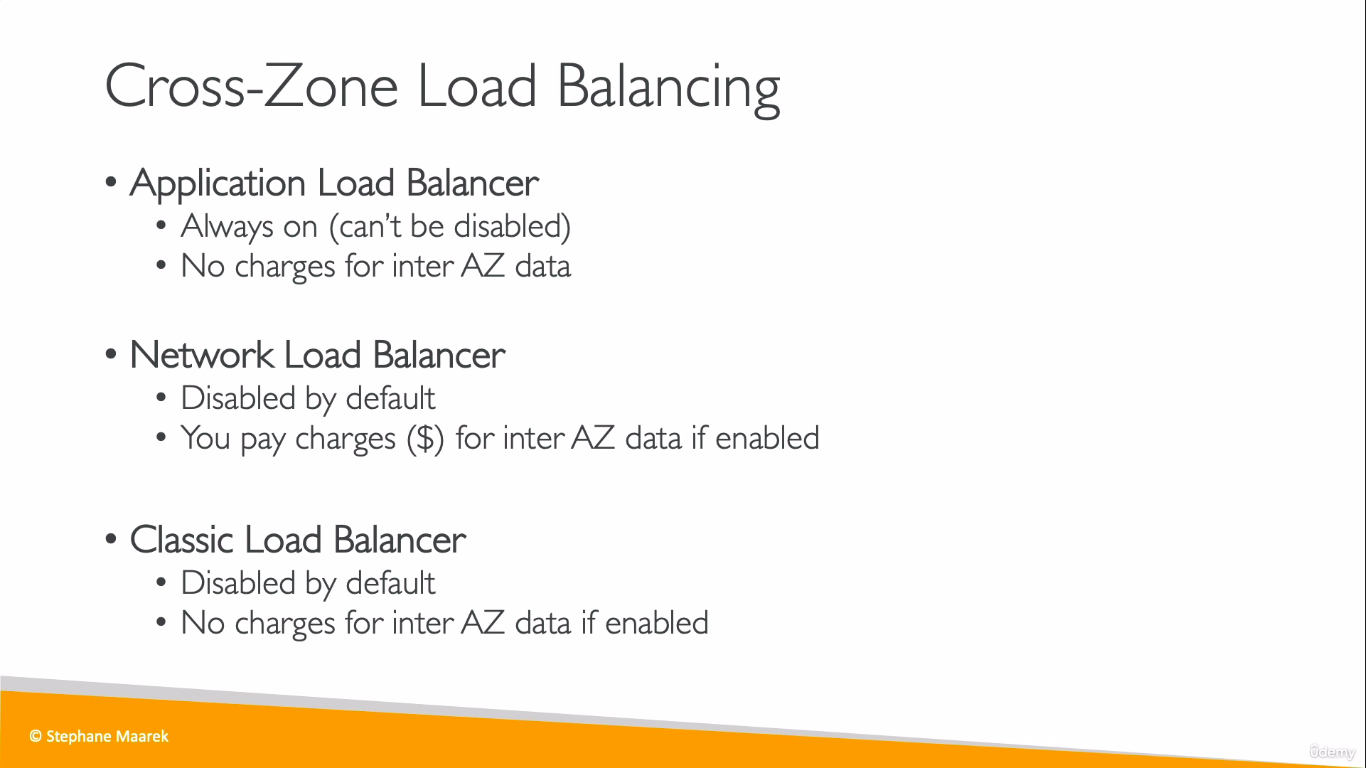 Cross-Zone Load Balancing
• Application Load Balancer
• Always on (can’t be disabled)
• No charges for inter AZ data
• Network Load Balancer
• Disabled by default
• You pay charges ($) for inter AZ data if enabled
• Classic Load Balancer
• Disabled by default
• No charges for inter AZ data if enabled
© Stephane Maarek
ûdemy